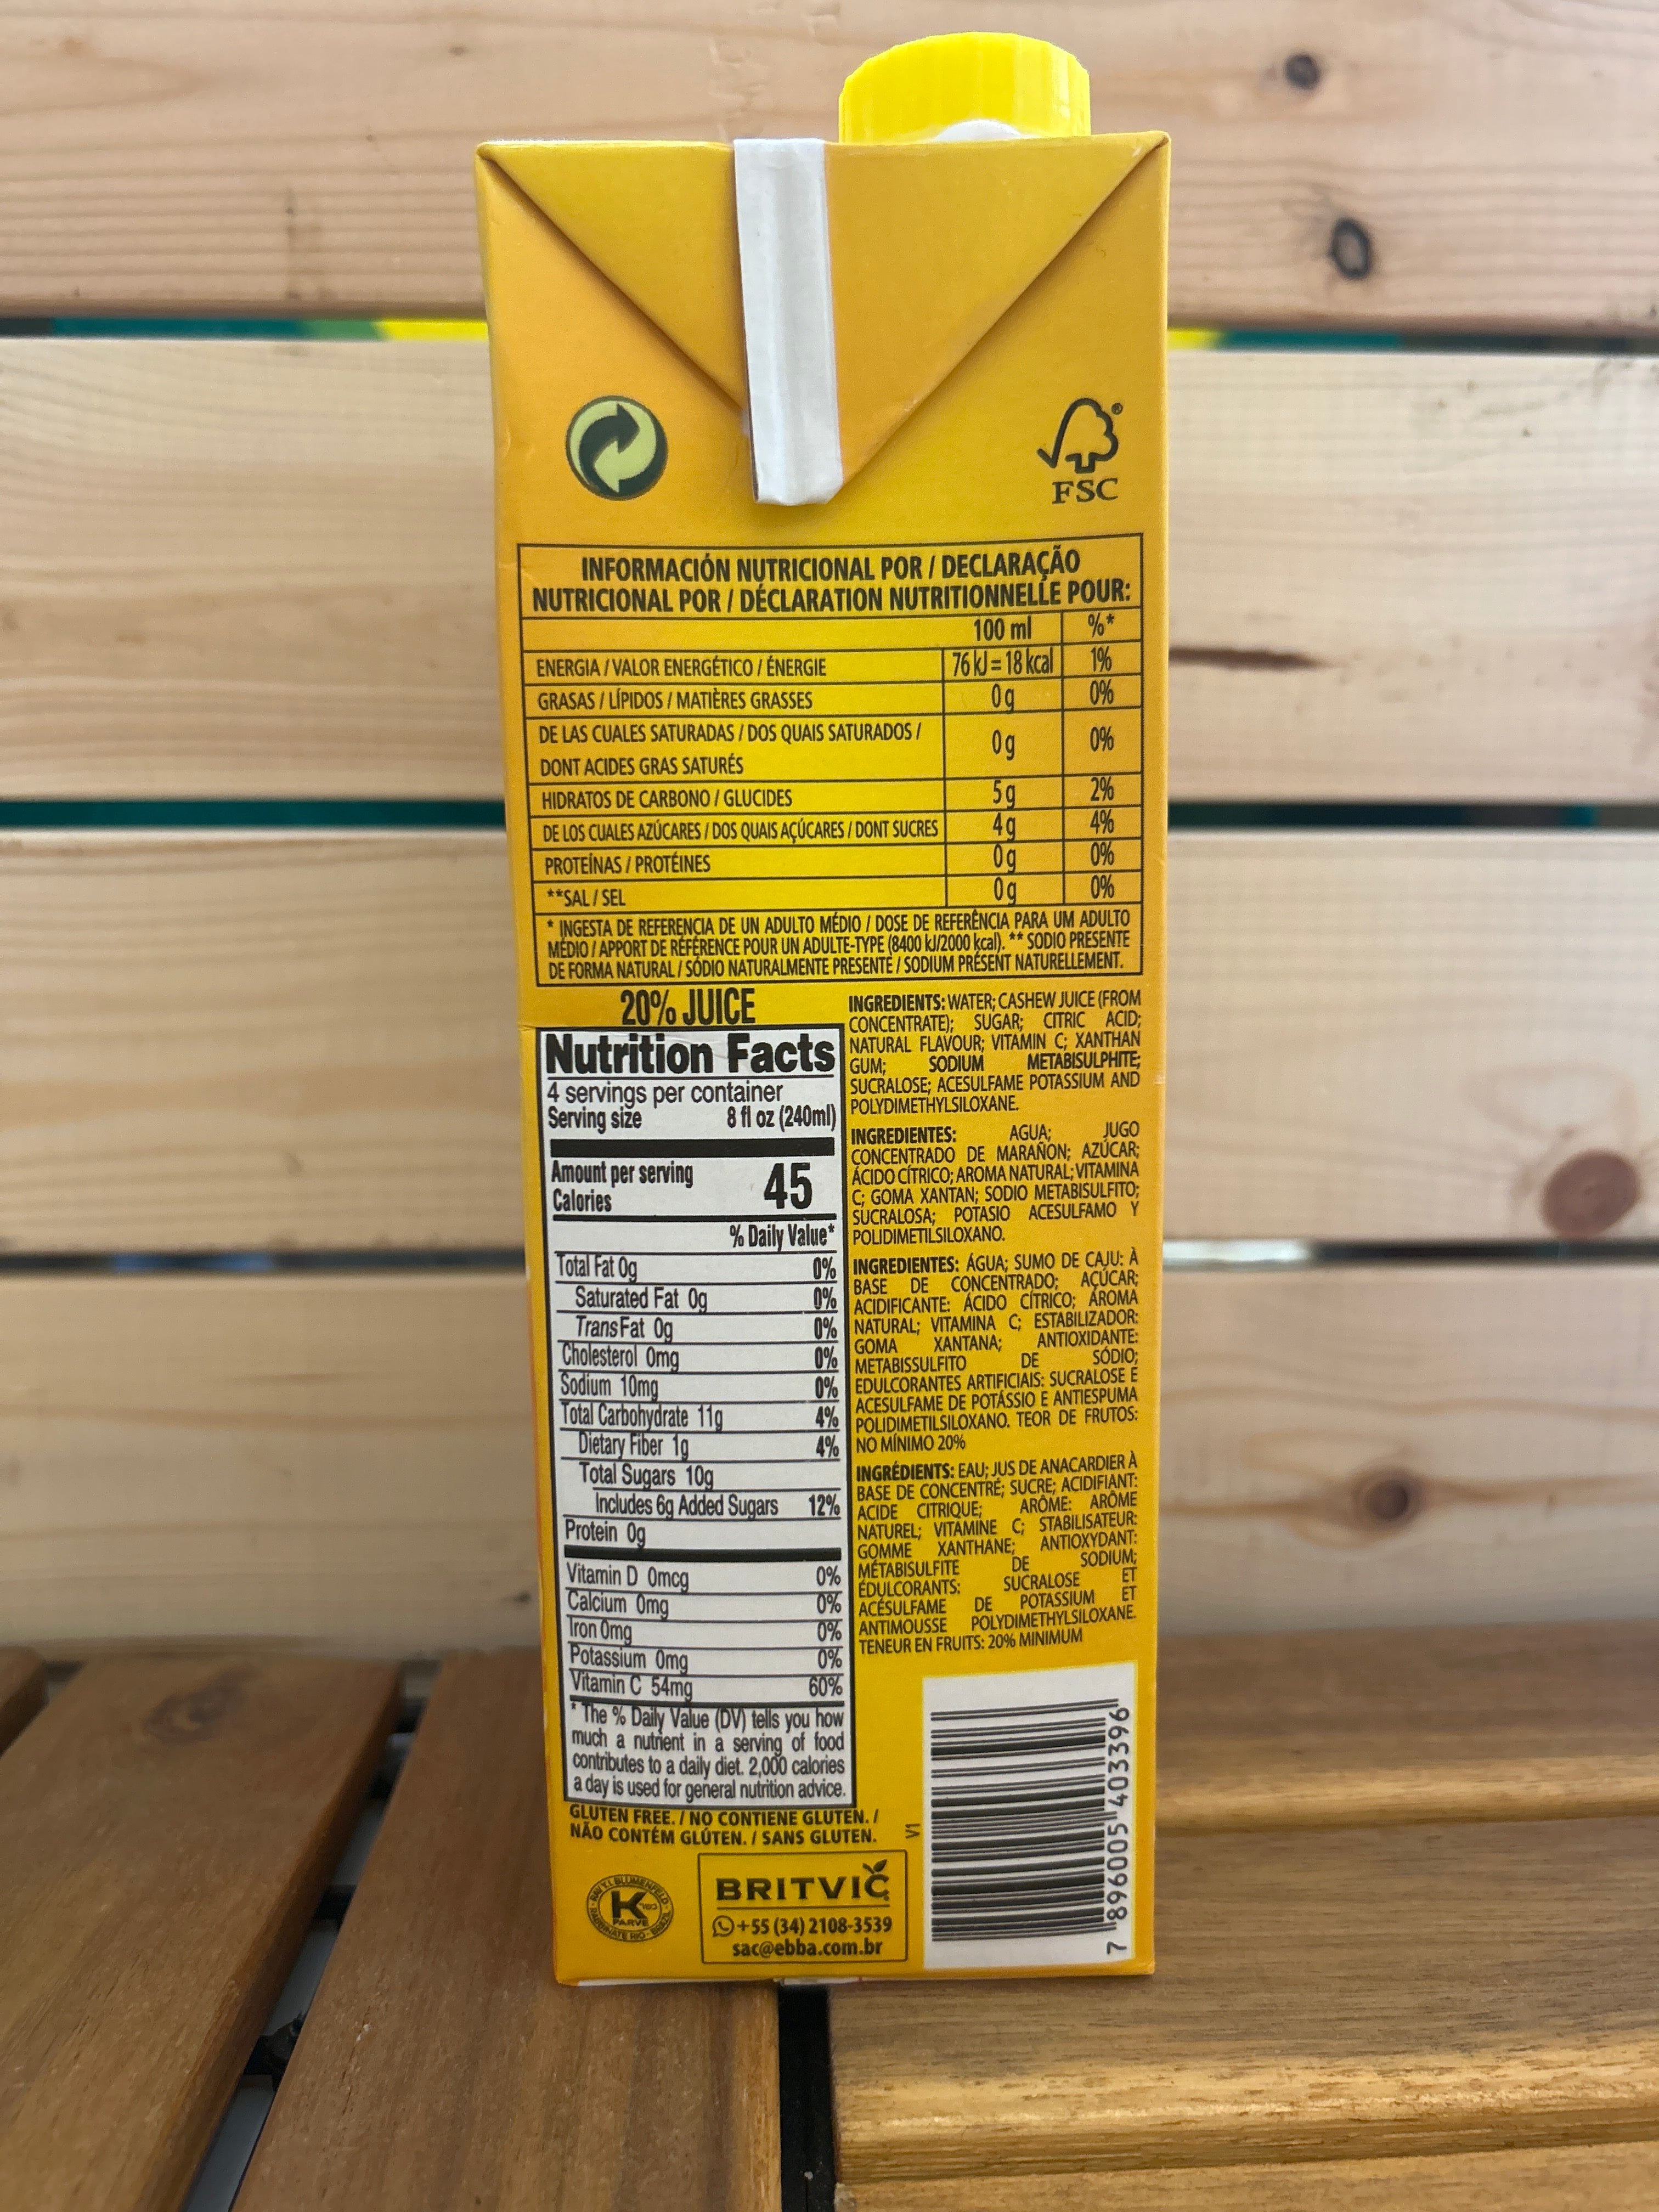 FSC
INFORMACIÓN NUTRICIONAL POR / DECLARAÇÃO
NUTRICIONAL POR / DÉCLARATION NUTRITIONNELLE POUR:
100 ml %*
ENERGIA / VALOR ENERGÉTICO / ÉNERGIE 76 kJ = 18 kcal 1%
GRASAS / LÍPIDOS / MATIÈRES GRASSES 0 g 0%
DE LAS CUALES SATURADAS / DOS QUAIS SATURADOS /
DONT ACIDES GRAS SATURÉS 0 g 0%
HIDRATOS DE CARBONO / GLUCIDES 5 g 2%
DE LOS CUALES AZÚCARES / DOS QUAIS AÇÚCARES / DONT SUCRES 4 g 4%
PROTEÍNAS / PROTÉINES 0 g 0%
**SAL / SEL 0 g 0%
* INGESTA DE REFERENCIA DE UN ADULTO MÉDIO / DOSE DE REFERÊNCIA PARA UM ADULTO
MÉDIO / APPORT DE RÉFÉRENCE POUR UN ADULTE-TYPE (8400 kJ/2000 kcal). ** SODIO PRESENTE
DE FORMA NATURAL / SÓDIO NATURALMENTE PRESENTE / SODIUM PRÉSENT NATURELLEMENT.
20% JUICE
Nutrition Facts
4 servings per container
Serving size 8 fl oz (240ml)
Amount per serving
Calories 45
% Daily Value*
Total Fat 0g 0%
Saturated Fat 0g 0%
Trans Fat 0g 0%
Cholesterol 0mg 0%
Sodium 10mg 0%
Total Carbohydrate 11g 4%
Dietary Fiber 1g 4%
Total Sugars 10g
Includes 6g Added Sugars 12%
Protein 0g
Vitamin D 0mcg 0%
Calcium 0mg 0%
Iron 0mg 0%
Potassium 0mg 0%
Vitamin C 54mg 60%
* The % Daily Value (DV) tells you how
much a nutrient in a serving of food
contributes to a daily diet. 2,000 calories
a day is used for general nutrition advice.
INGREDIENTS: WATER; CASHEW JUICE (FROM
CONCENTRATE); SUGAR; CITRIC ACID;
NATURAL FLAVOUR; VITAMIN C; XANTHAN
GUM; SODIUM METABISULPHITE;
SUCRALOSE; ACESULFAME POTASSIUM AND
POLYDIMETHYLSILOXANE.
INGREDIENTES: AGUA; JUGO
CONCENTRADO DE MARAÑON; AZÚCAR;
ÁCIDO CÍTRICO; AROMA NATURAL; VITAMINA
C; GOMA XANTAN; SODIO METABISULFITO;
SUCRALOSA; POTASIO ACESULFAMO Y
POLIDIMETILSILOXANO.
INGREDIENTES: ÁGUA; SUMO DE CAJU: À
BASE DE CONCENTRADO; AÇÚCAR;
ACIDIFICANTE: ÁCIDO CÍTRICO; AROMA
NATURAL; VITAMINA C; ESTABILIZADOR:
GOMA XANTANA; ANTIOXIDANTE:
METABISSULFITO DE SÓDIO;
EDULCORANTES ARTIFICIAIS: SUCRALOSE E
ACESULFAME DE POTÁSSIO E ANTIESPUMA
POLIDIMETILSILOXANO. TEOR DE FRUTOS:
NO MÍNIMO 20%
INGRÉDIENTS: EAU; JUS DE ANACARDIER À
BASE DE CONCENTRÉ; SUCRE; ACIDIFIANT:
ACIDE CITRIQUE; ARÔME: ARÔME
NATUREL; VITAMINE C; STABILISATEUR:
GOMME XANTHANE; ANTIOXYDANT:
MÉTABISULFITE DE SODIUM;
ÉDULCORANTS: SUCRALOSE ET
ACÉSULFAME DE POTASSIUM ET
ANTIMOUSSE POLYDIMETHYLSILOXANE.
TENEUR EN FRUITS: 20% MINIMUM
GLUTEN FREE. / NO CONTIENE GLUTEN. /
NÃO CONTÉM GLÚTEN. / SANS GLUTEN.
V1
K
PARVE
BRITVIC
+55 (34) 2108-3539
sac@ebba.com.br
7 896005 403396